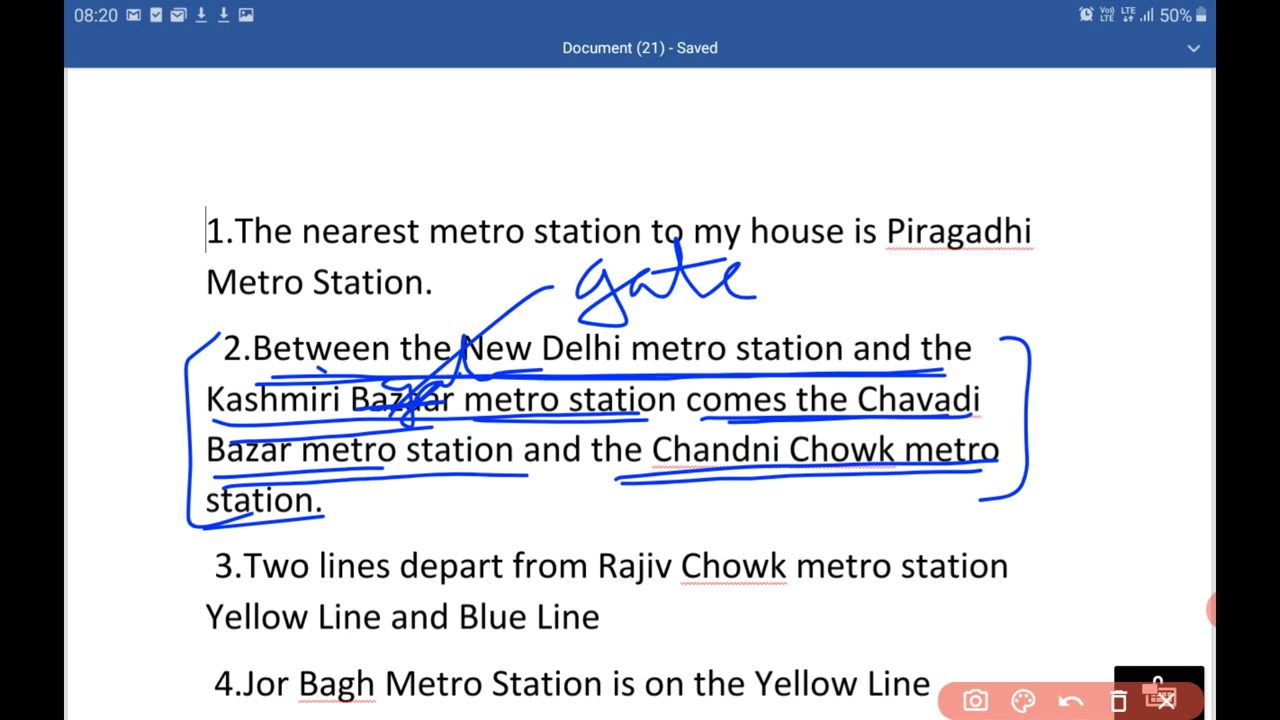 08:20
LTE 50%
Document (21) - Saved
1.The nearest metro station to my house is Piragadhi
Metro Station.
gate
2.Between the New Delhi metro station and the
Kashmiri Bazaar metro station comes the Chavadi
Bazar metro station and the Chandni Chowk metro
station.
3.Two lines depart from Rajiv Chowk metro station
Yellow Line and Blue Line
4.Jor Bagh Metro Station is on the Yellow Line